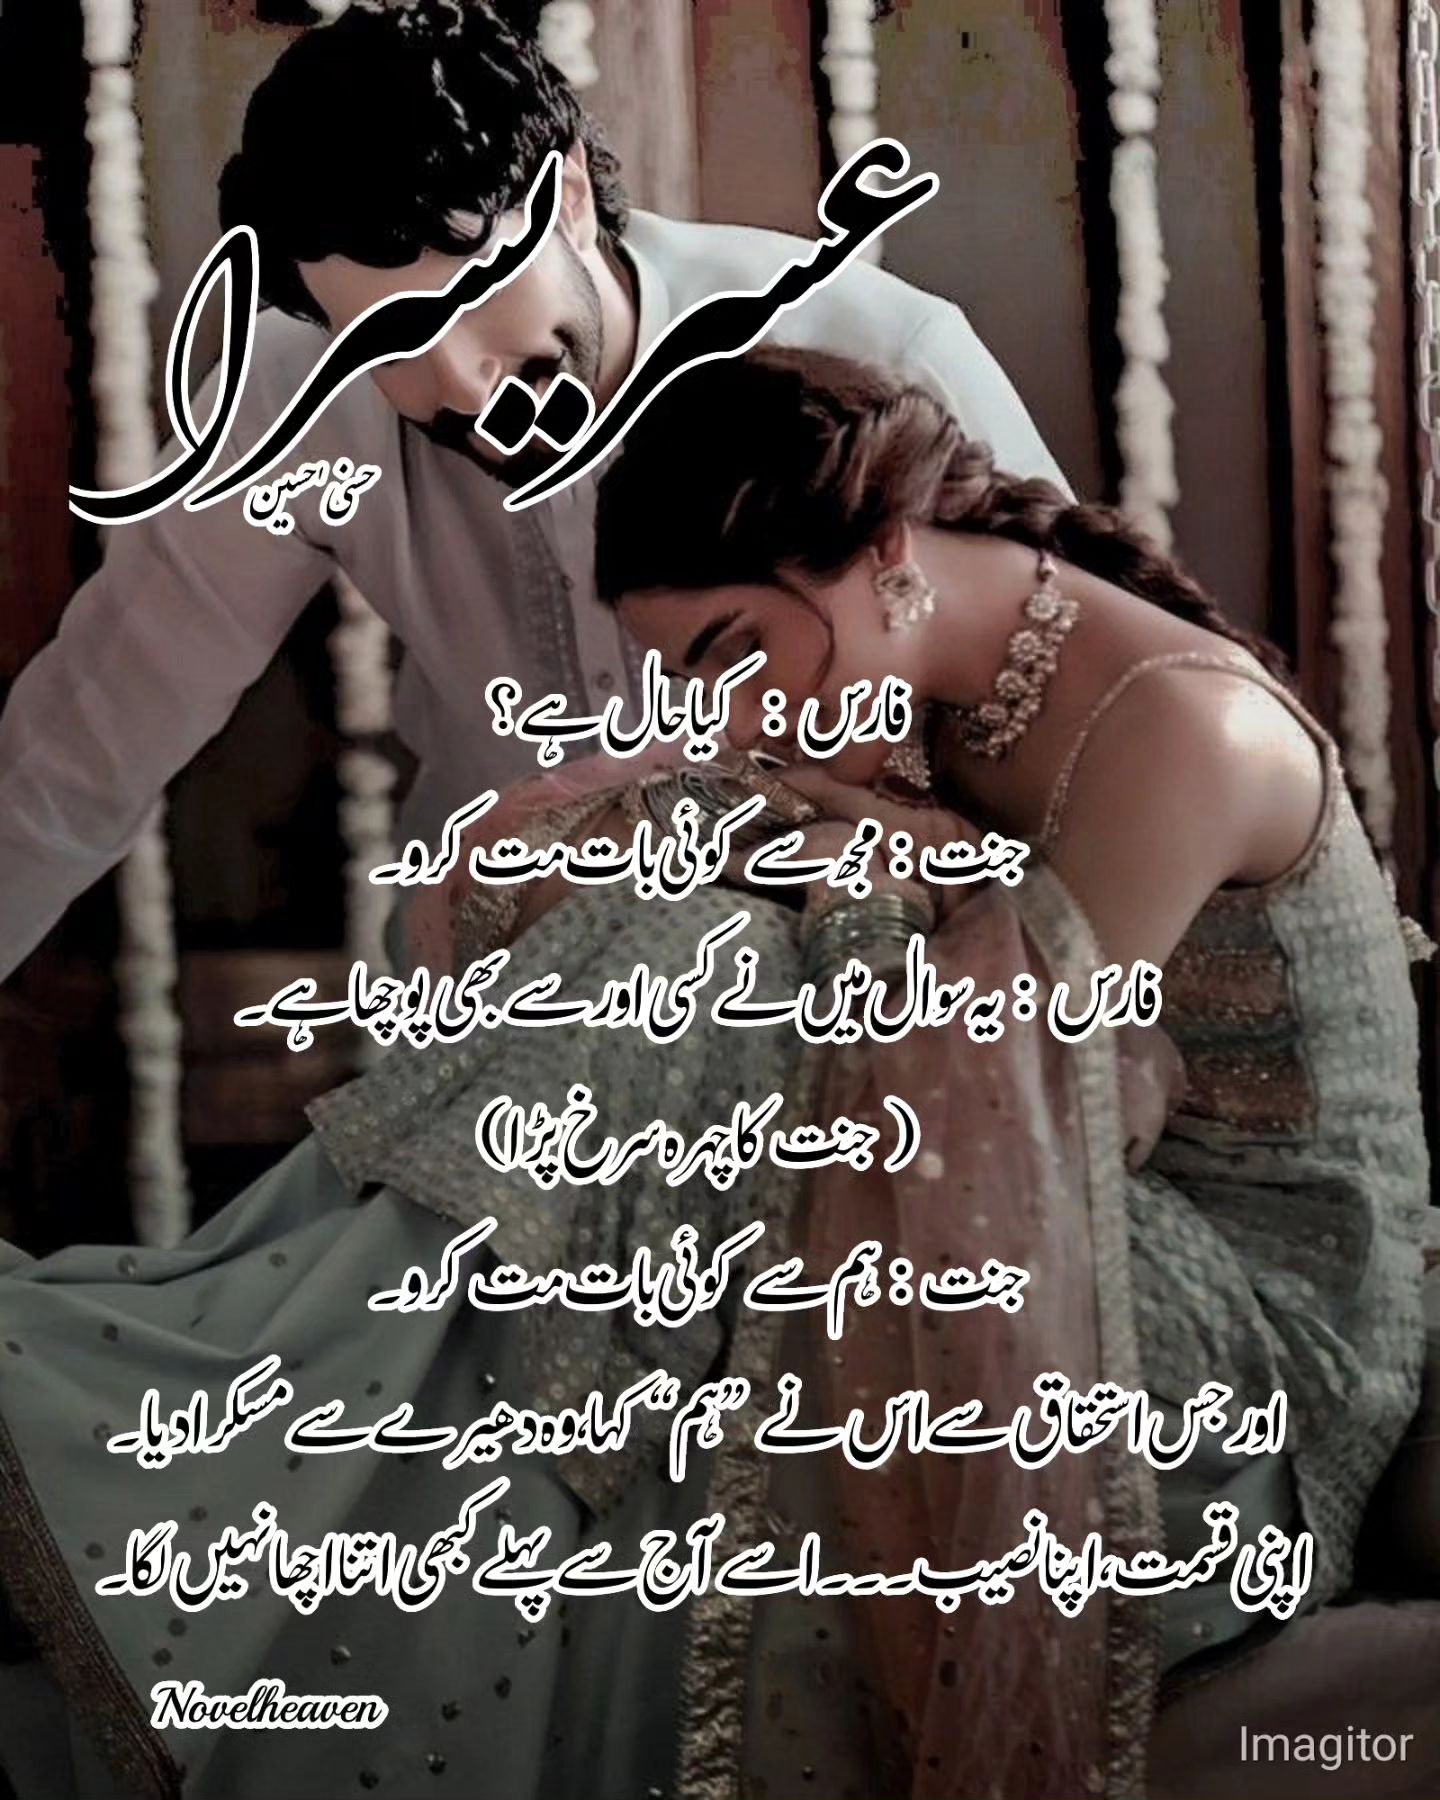 عسر یسرا
حسنیٰ حسین
فارس : کیا حال ہے؟
جنت : مجھ سے کوئی بات مت کرو۔
فارس : یہ سوال میں نے کسی اور سے بھی پوچھا ہے۔
( جنت کا چہرہ سرخ پڑا)
جنت : ہم سے کوئی بات مت کرو۔
اور جس استحقاق سے اس نے ”ہم“ کہا، وہ دھیرے سے مسکرا دیا۔
اپنی قسمت، اپنا نصیب۔۔۔ اسے آج سے پہلے کبھی اتنا اچھا نہیں لگا۔
Novelheaven
Imagitor